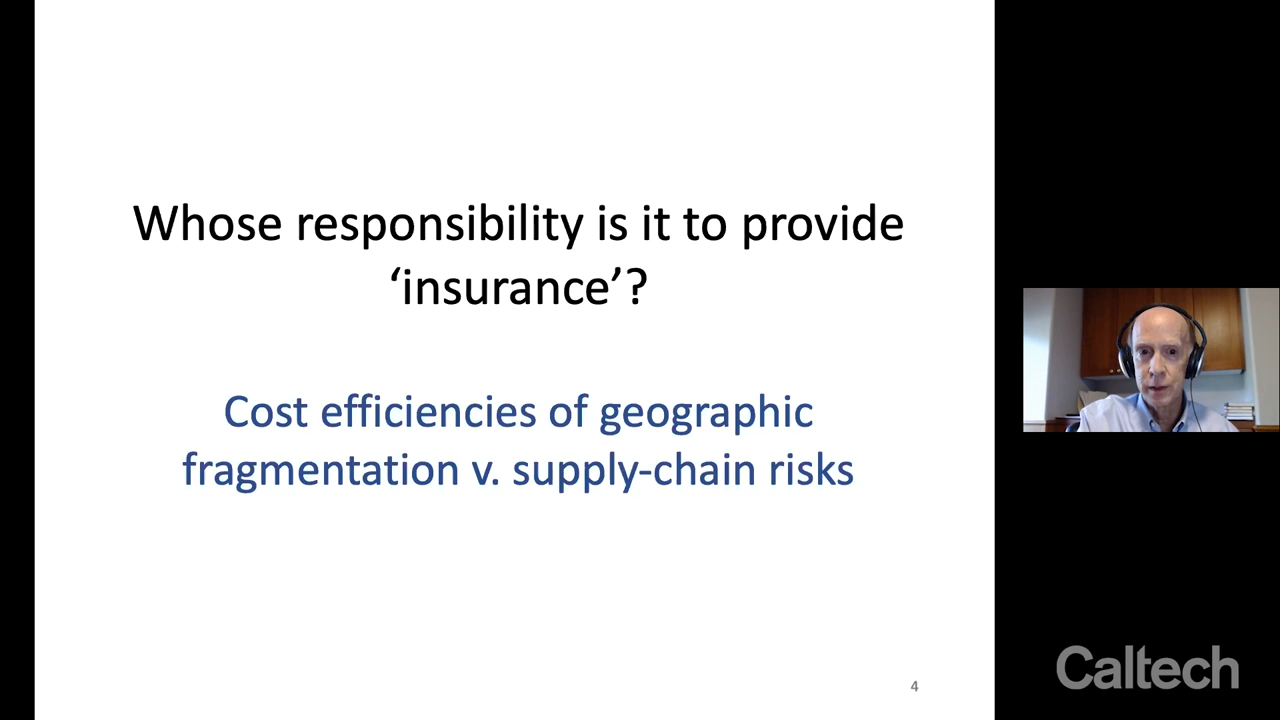 Whose responsibility is it to provide
‘insurance’?
Cost efficiencies of geographic
fragmentation v. supply-chain risks
4
Caltech